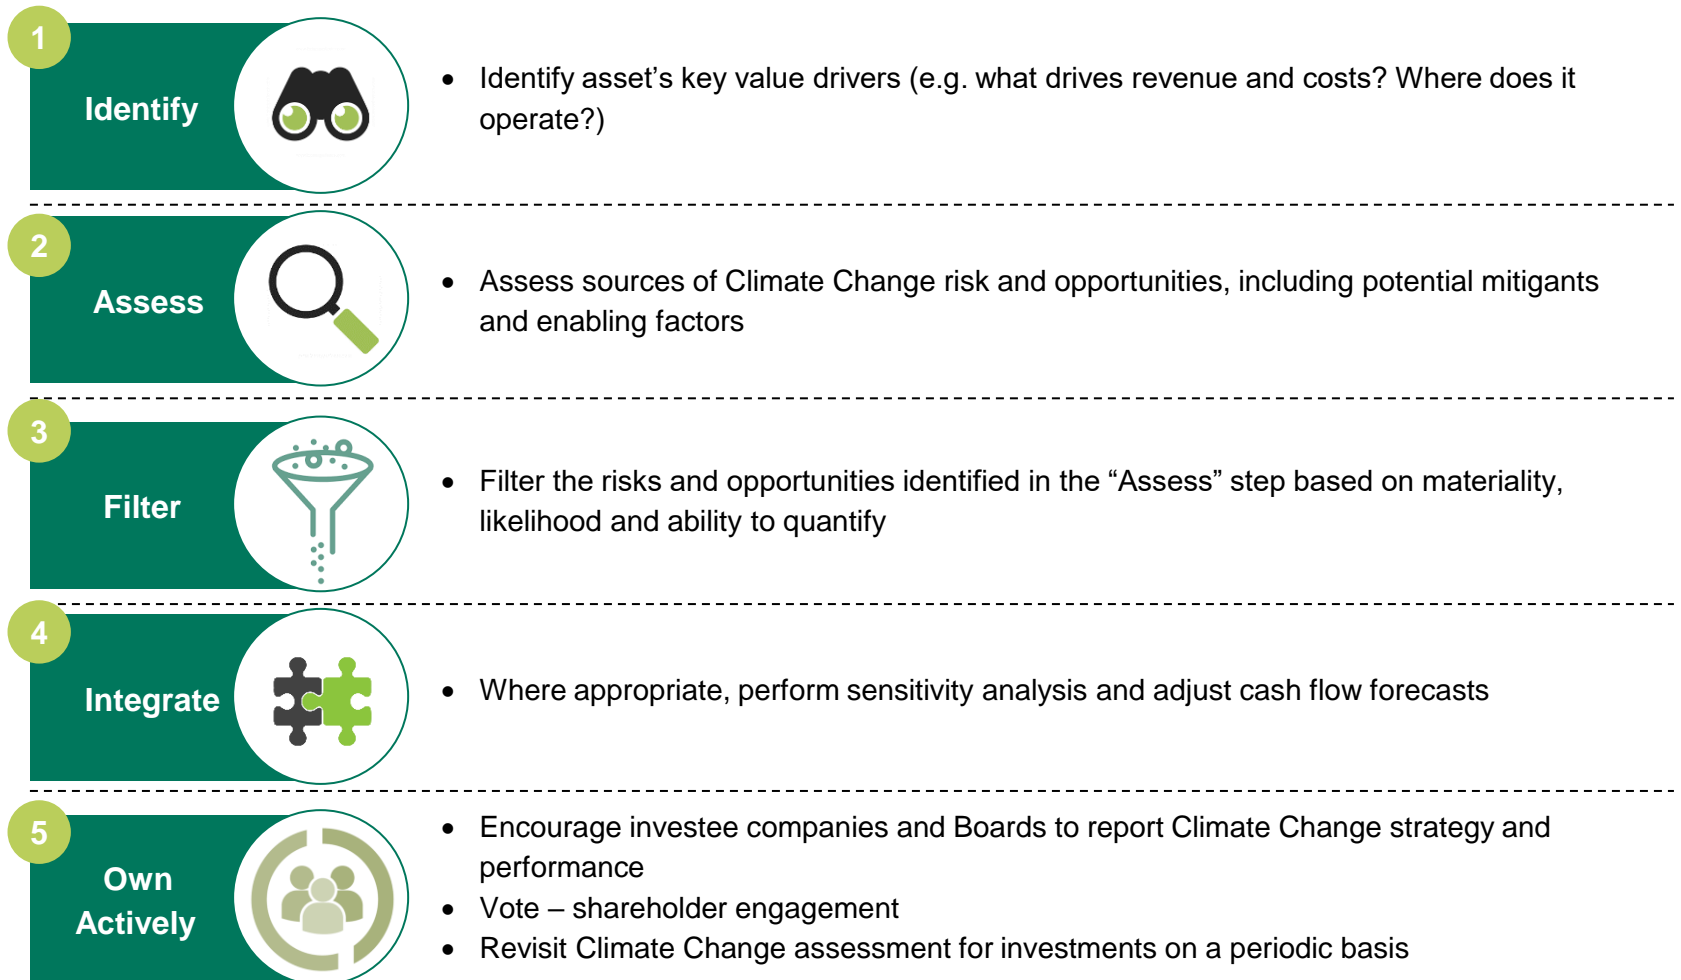 1
Identify
• Identify asset’s key value drivers (e.g. what drives revenue and costs? Where does it
operate?)
2
Assess
• Assess sources of Climate Change risk and opportunities, including potential mitigants
and enabling factors
3
Filter
• Filter the risks and opportunities identified in the “Assess” step based on materiality,
likelihood and ability to quantify
4
Integrate
• Where appropriate, perform sensitivity analysis and adjust cash flow forecasts
5
Own
Actively
• Encourage investee companies and Boards to report Climate Change strategy and
performance
• Vote – shareholder engagement
• Revisit Climate Change assessment for investments on a periodic basis